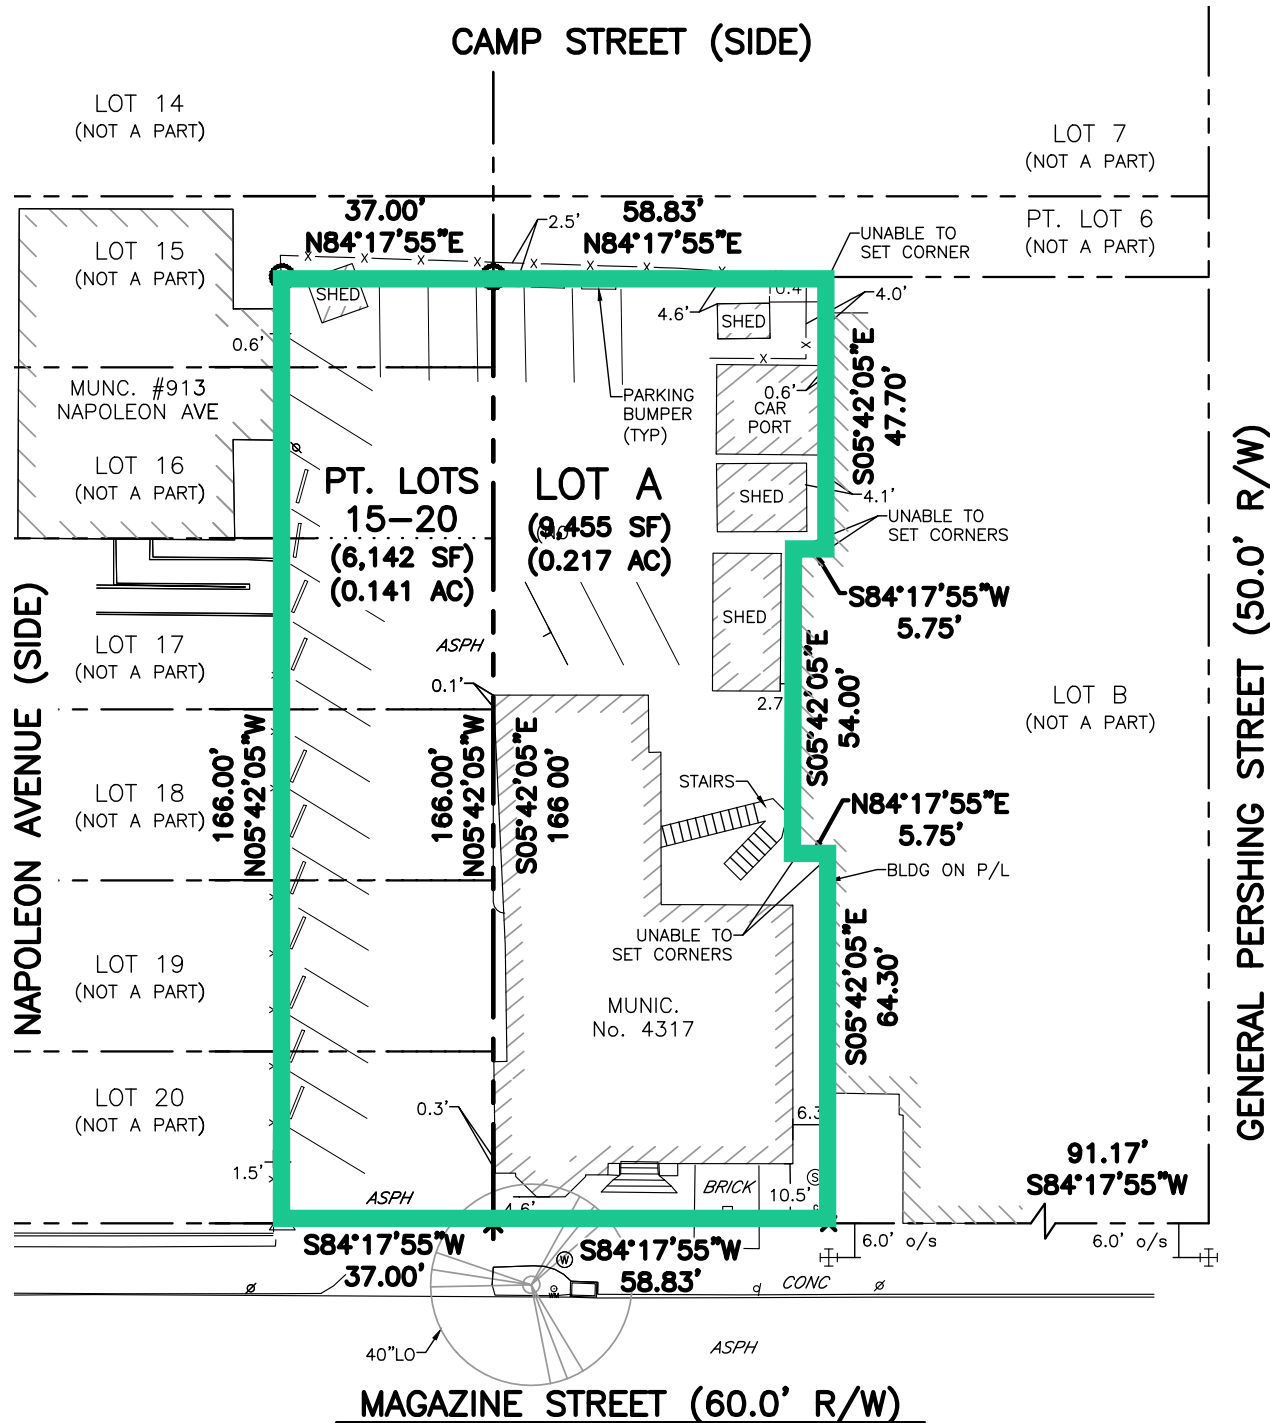 CAMP STREET (SIDE)
LOT 14
(NOT A PART)
LOT 7
(NOT A PART)
37.00'
N84°17'55"E
2.5'
58.83'
N84°17'55"E
PT. LOT 6
(NOT A PART)
UNABLE TO
SET CORNER
LOT 15
(NOT A PART)
SHED
10.4'
4.0'
4.6'
SHED
0.6'
S05°42'05"E
47.70'
MUNC. #913
NAPOLEON AVE
PARKING
BUMPER
(TYP)
0.6'
CAR
PORT
LOT 16
(NOT A PART)
PT. LOTS
15-20
(6,142 SF)
(0.141 AC)
LOT A
(9,455 SF)
(0.217 AC)
SHED
4.1'
UNABLE TO
SET CORNERS
S84°17'55"W
5.75'
SHED
LOT 17
(NOT A PART)
ASPH
0.1'
2.7
S05°42'05"E
54.00'
LOT B
(NOT A PART)
NAPOLEON AVENUE (SIDE)
GENERAL PERSHING STREET (50.0' R/W)
166.00'
N05°42'05"W
166.00'
N05°42'05"W
S05°42'05"E
166.00'
LOT 18
(NOT A PART)
STAIRS
N84°17'55"E
5.75'
BLDG ON P/L
UNABLE TO
SET CORNERS
LOT 19
(NOT A PART)
MUNIC.
No. 4317
S05°42'05"E
64.30'
LOT 20
(NOT A PART)
0.3'
6.3
1.5'
ASPH
4.6'
BRICK
10.5'
S
91.17'
S84°17'55"W
S84°17'55"W
37.00'
W
S84°17'55"W
58.83'
6.0' o/s
6.0' o/s
WM
CONC
40"LO
ASPH
MAGAZINE STREET (60.0' R/W)